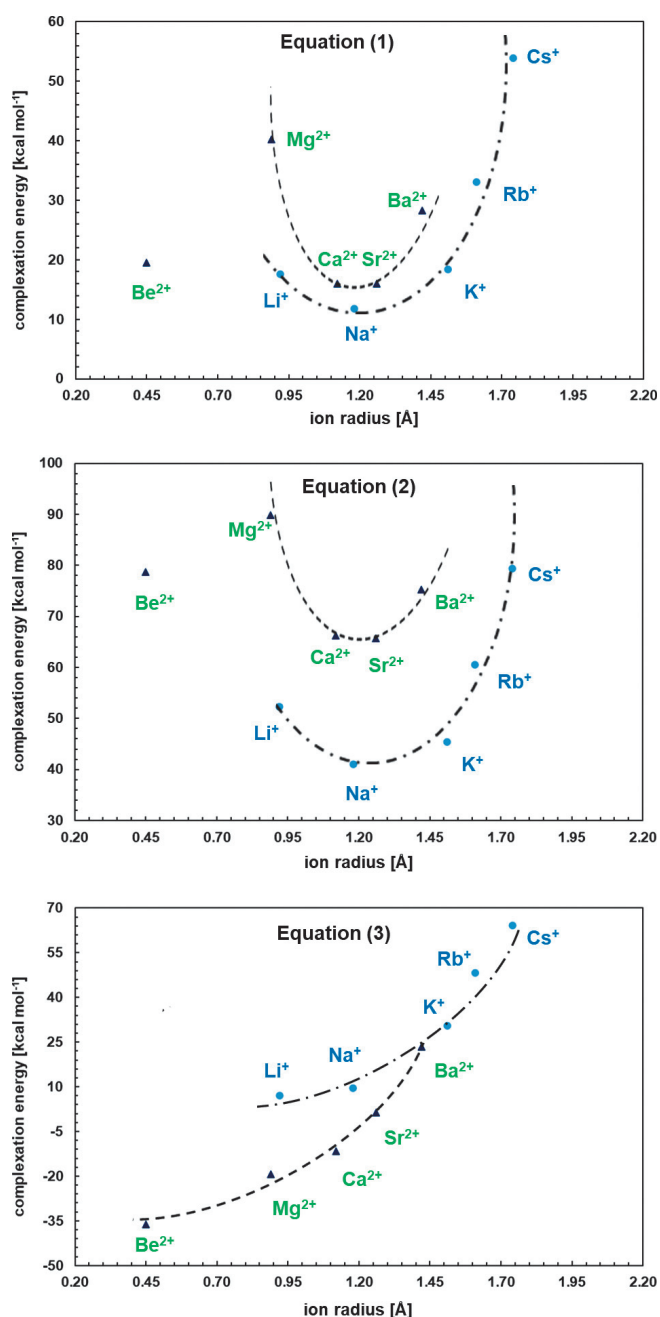 Equation (1)
complexation energy [kcal mol⁻¹]
60
50
40
30
20
10
0
Mg²⁺
Be²⁺
Ca²⁺ Sr²⁺
Ba²⁺
Li⁺
Na⁺
K⁺
Rb⁺
Cs⁺
0.20 0.45 0.70 0.95 1.20 1.45 1.70 1.95 2.20
ion radius [Å]
Equation (2)
complexation energy [kcal mol⁻¹]
100
90
80
70
60
50
40
30
Mg²⁺
Be²⁺
Ca²⁺
Sr²⁺
Ba²⁺
Li⁺
Na⁺
K⁺
Rb⁺
Cs⁺
0.20 0.45 0.70 0.95 1.20 1.45 1.70 1.95 2.20
ion radius [Å]
Equation (3)
complexation energy [kcal mol⁻¹]
70
55
40
25
10
-5
-20
-35
-50
Cs⁺
Rb⁺
K⁺
Na⁺
Li⁺
Ba²⁺
Sr²⁺
Ca²⁺
Mg²⁺
Be²⁺
0.20 0.45 0.70 0.95 1.20 1.45 1.70 1.95 2.20
ion radius [Å]